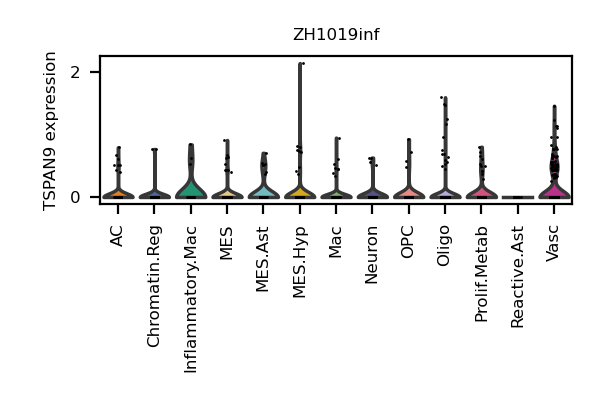 ZH1019inf
TSPAN9 expression
2
0
AC
Chromatin.Reg
Inflammatory.Mac
MES
MES.Ast
MES.Hyp
Mac
Neuron
OPC
Oligo
Prolif.Metab
Reactive.Ast
Vasc